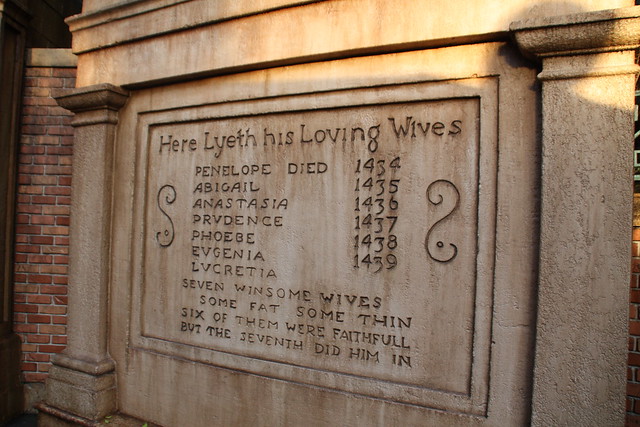 Here Lyeth his Loving Wives
PENELOPE DIED 1434
ABIGAIL 1435
ANASTASIA 1436
PRVDENCE 1437
PHOEBE 1438
EVGENIA 1439
LVCRETIA
SEVEN WINSOME WIVES
SOME FAT SOME THIN
SIX OF THEM WERE FAITHFULL
BUT THE SEVENTH DID HIM IN